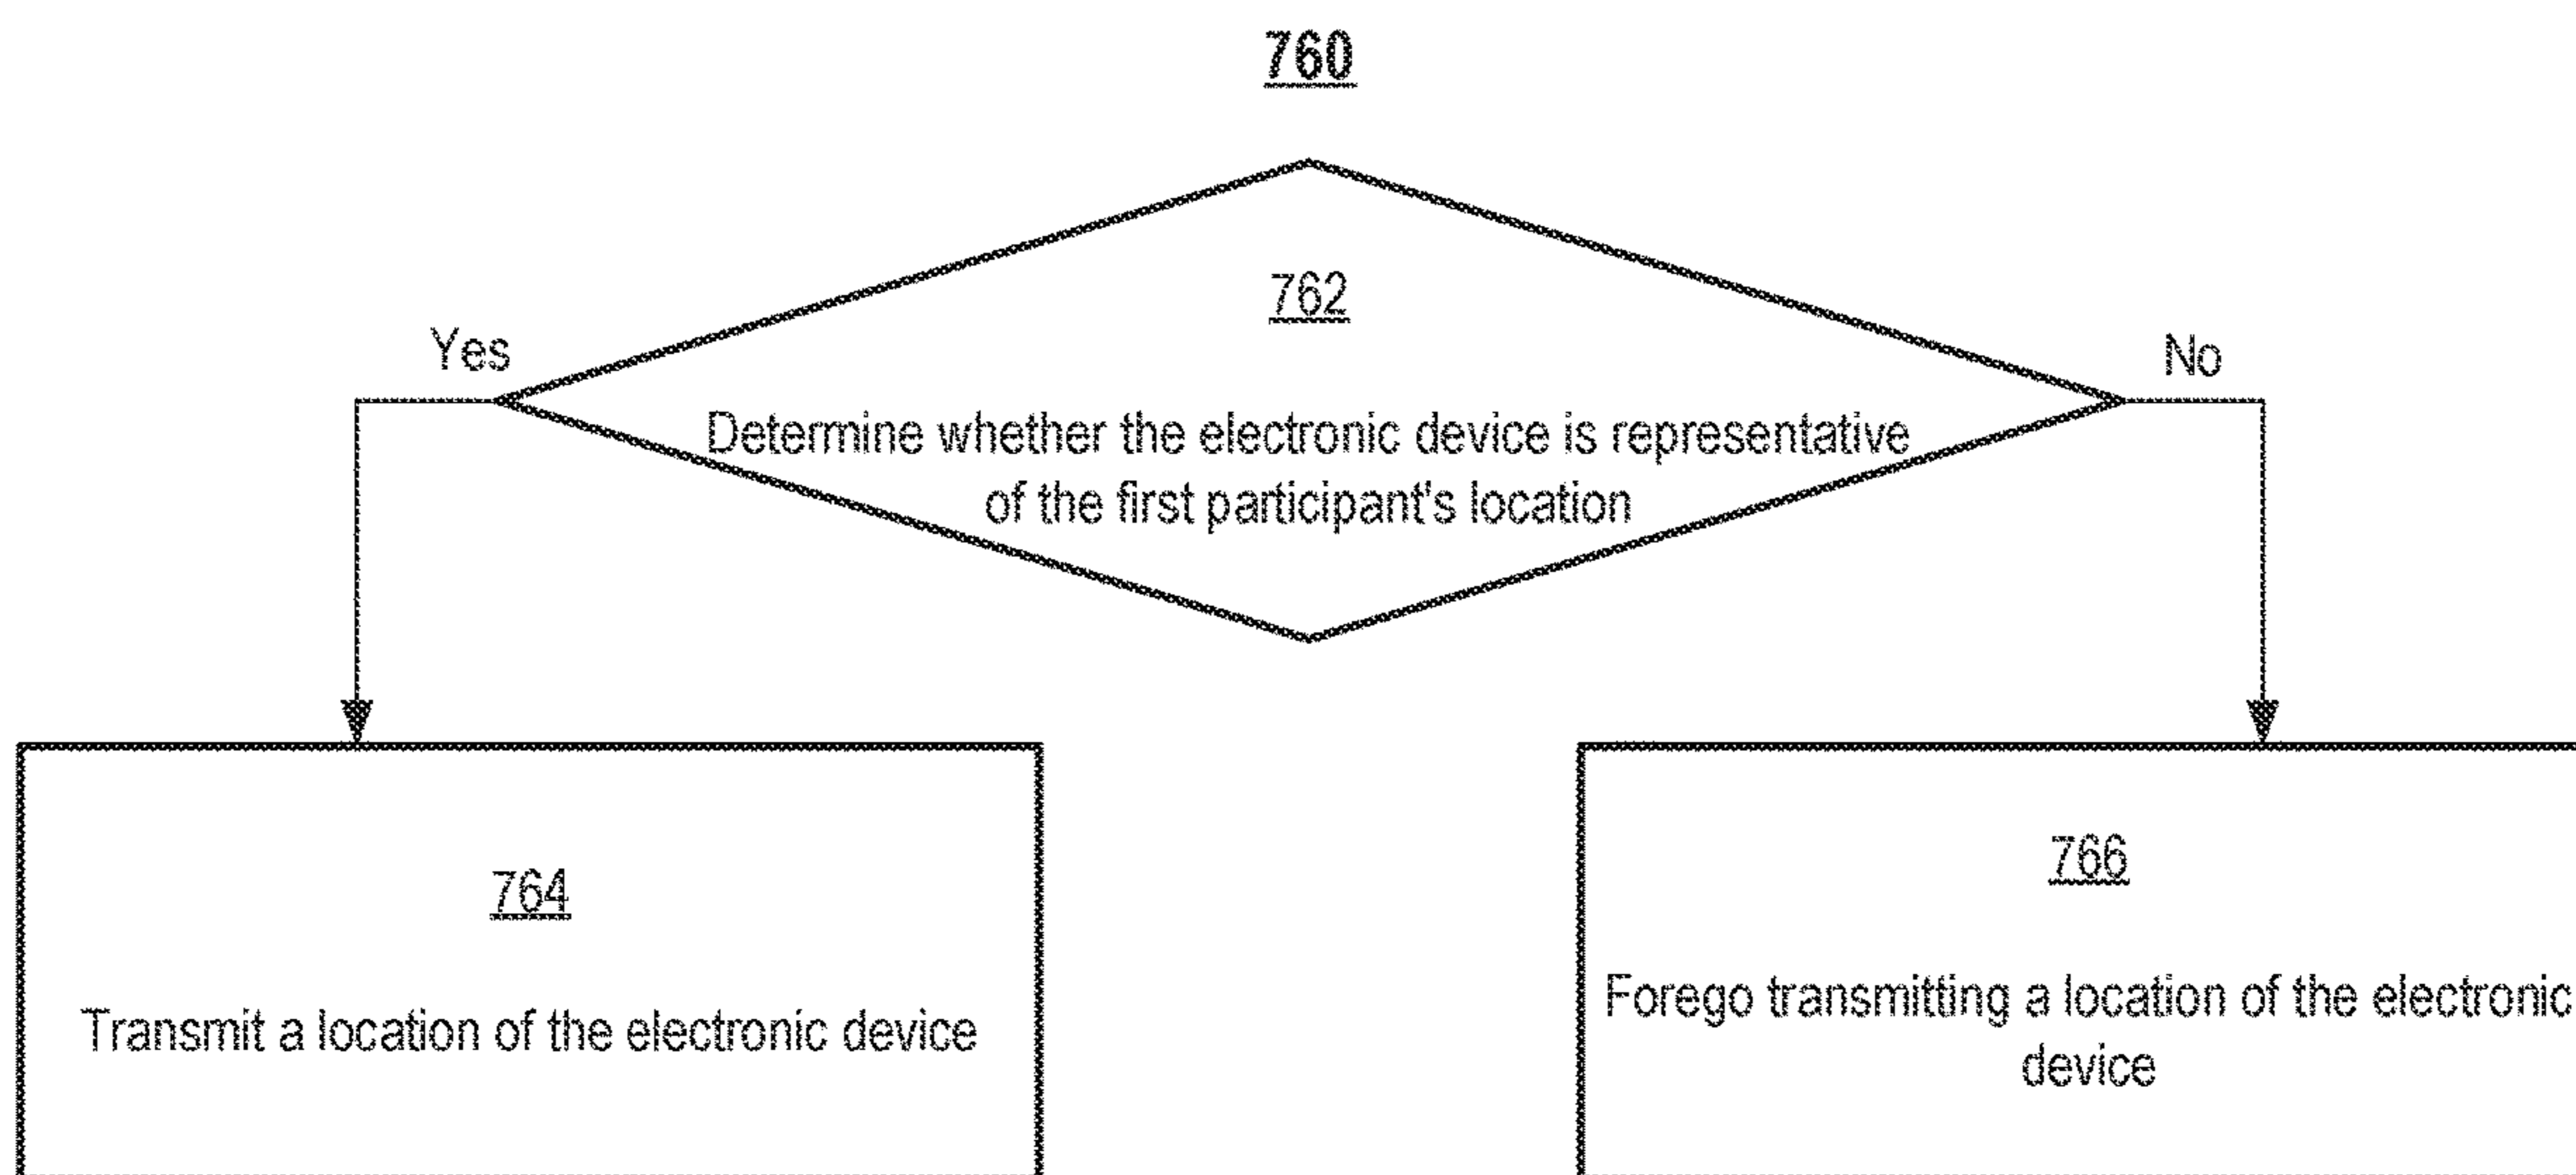 760
762
Yes
No
Determine whether the electronic device is representative
of the first participant's location
764
Transmit a location of the electronic device
766
Forego transmitting a location of the electronic
device